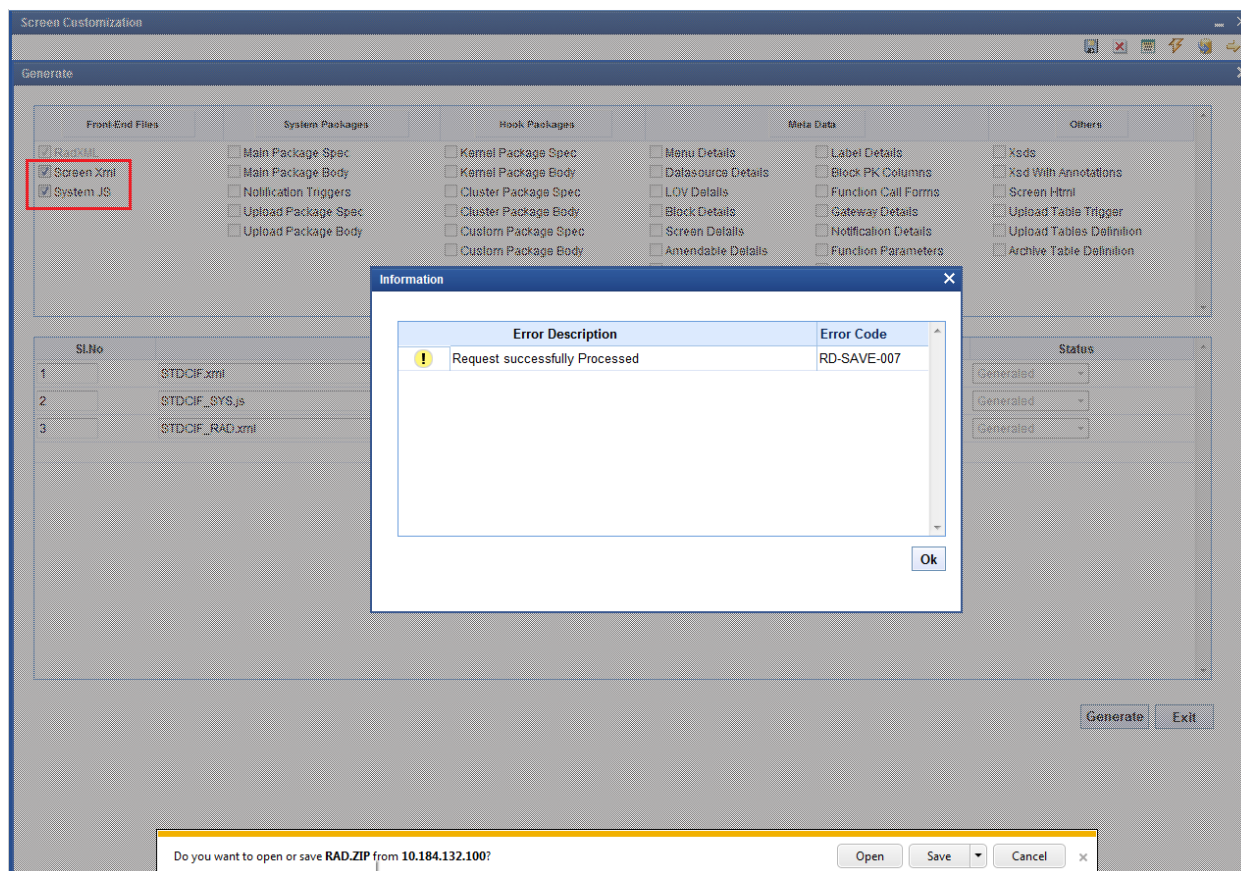 Screen Customization
Generate
Front-End Files System Packages Hook Packages Meta Data Others
RadXML Main Package Spec Kernel Package Spec Menu Details Label Details Xsds
Screen Xml Main Package Body Kernel Package Body Datasource Details Block PK Columns Xsd With Annotations
System JS Notification Triggers Cluster Package Spec LOV Details Function Call Forms Screen Html
Upload Package Spec Cluster Package Body Block Details Gateway Details Upload Table Trigger
Upload Package Body Custom Package Spec Screen Details Notification Details Upload Tables Definition
Custom Package Body Amendable Details Function Parameters Archive Table Definition
Information
Error Description Error Code
Request successfully Processed RD-SAVE-007
Ok
Sl.No Status
1 STDCIF.xml Generated
2 STDCIF_SYS.js Generated
3 STDCIF_RAD.xml Generated
Generate Exit
Do you want to open or save RAD.ZIP from 10.184.132.100? Open Save Cancel